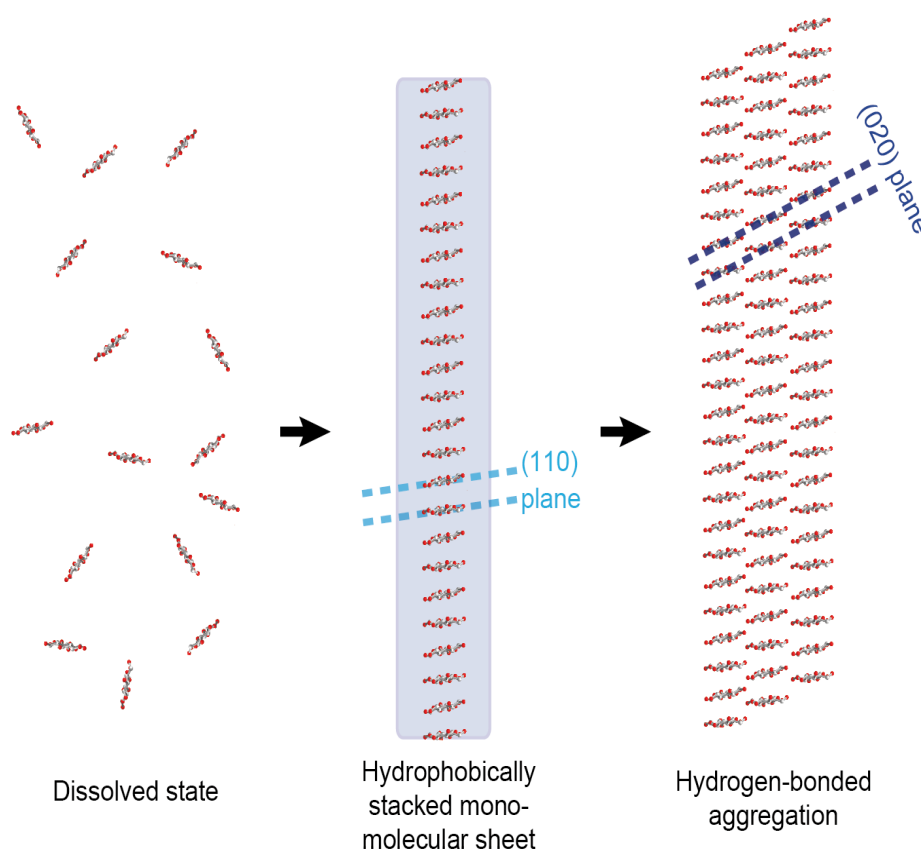 (020) plane
(110)
plane
Dissolved state
Hydrophobically
stacked mono-
molecular sheet
Hydrogen-bonded
aggregation